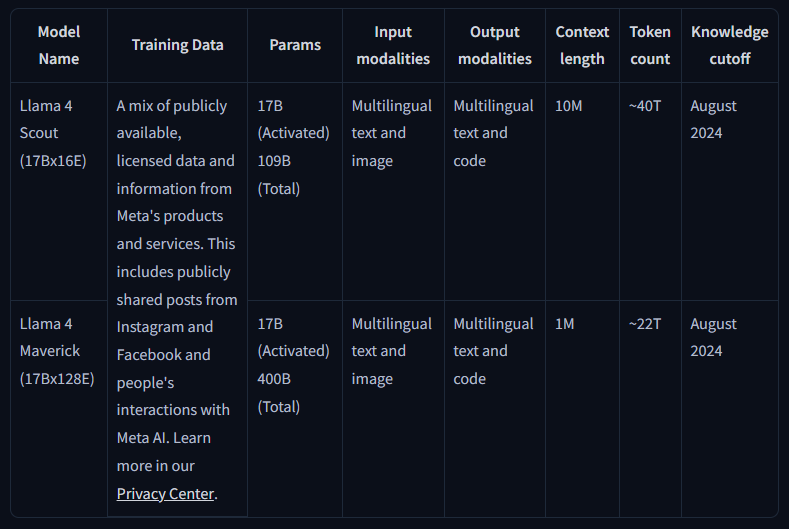 Model Name
Training Data
Params
Input modalities
Output modalities
Context length
Token count
Knowledge cutoff
Llama 4
Scout
(17Bx16E)
A mix of publicly
available,
licensed data and
information from
Meta's products
and services. This
includes publicly
shared posts from
Instagram and
Facebook and
people's
interactions with
Meta AI. Learn
more in our
Privacy Center.
17B
(Activated)
109B
(Total)
Multilingual
text and
image
Multilingual
text and
code
10M
~40T
August
2024
Llama 4
Maverick
(17Bx128E)
17B
(Activated)
400B
(Total)
Multilingual
text and
image
Multilingual
text and
code
1M
~22T
August
2024